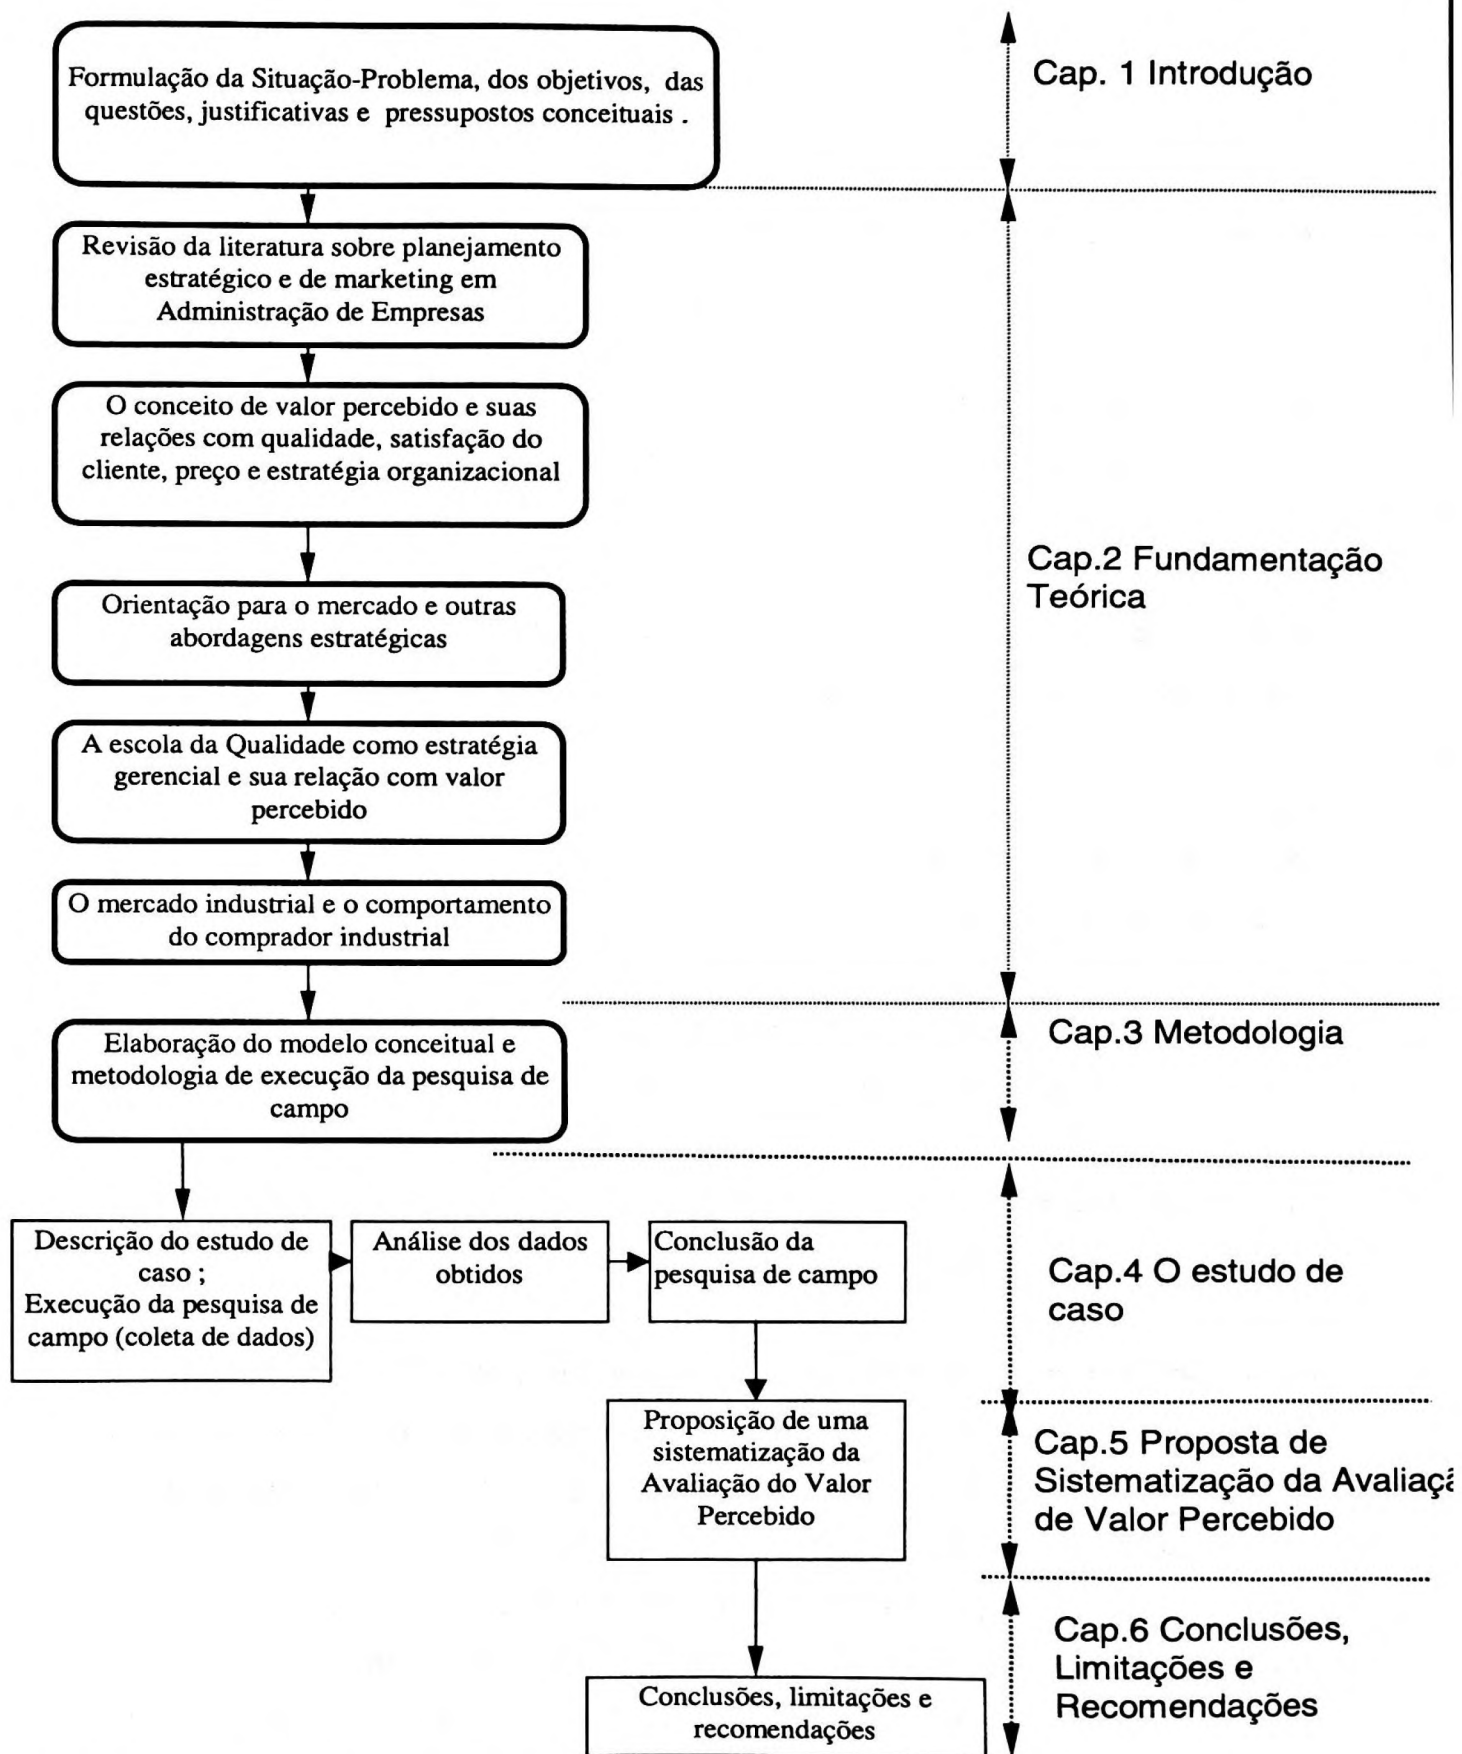 Formulação da Situação-Problema, dos objetivos, das
questões, justificativas e pressupostos conceituais .
Cap. 1 Introdução
Revisão da literatura sobre planejamento
estratégico e de marketing em
Administração de Empresas
O conceito de valor percebido e suas
relações com qualidade, satisfação do
cliente, preço e estratégia organizacional
Orientação para o mercado e outras
abordagens estratégicas
A escola da Qualidade como estratégia
gerencial e sua relação com valor
percebido
O mercado industrial e o comportamento
do comprador industrial
Cap.2 Fundamentação
Teórica
Elaboração do modelo conceitual e
metodologia de execução da pesquisa de
campo
Cap.3 Metodologia
Descrição do estudo de
caso ;
Execução da pesquisa de
campo (coleta de dados)
Análise dos dados
obtidos
Conclusão da
pesquisa de campo
Cap.4 O estudo de
caso
Proposição de uma
sistematização da
Avaliação do Valor
Percebido
Cap.5 Proposta de
Sistematização da Avaliaçã
de Valor Percebido
Conclusões, limitações e
recomendações
Cap.6 Conclusões,
Limitações e
Recomendações